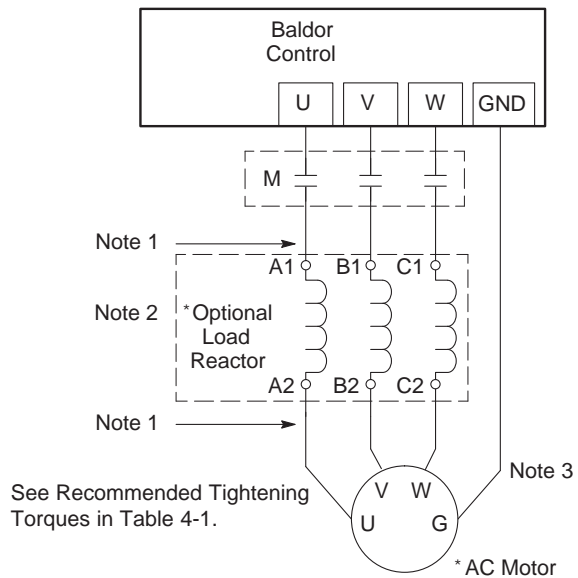 Baldor
Control
U V W GND
M
Note 1
A1 B1 C1
Note 2
*Optional
Load
Reactor
A2 B2 C2
Note 1
See Recommended Tightening
Torques in Table 4-1.
V W
U G
Note 3
*AC Motor